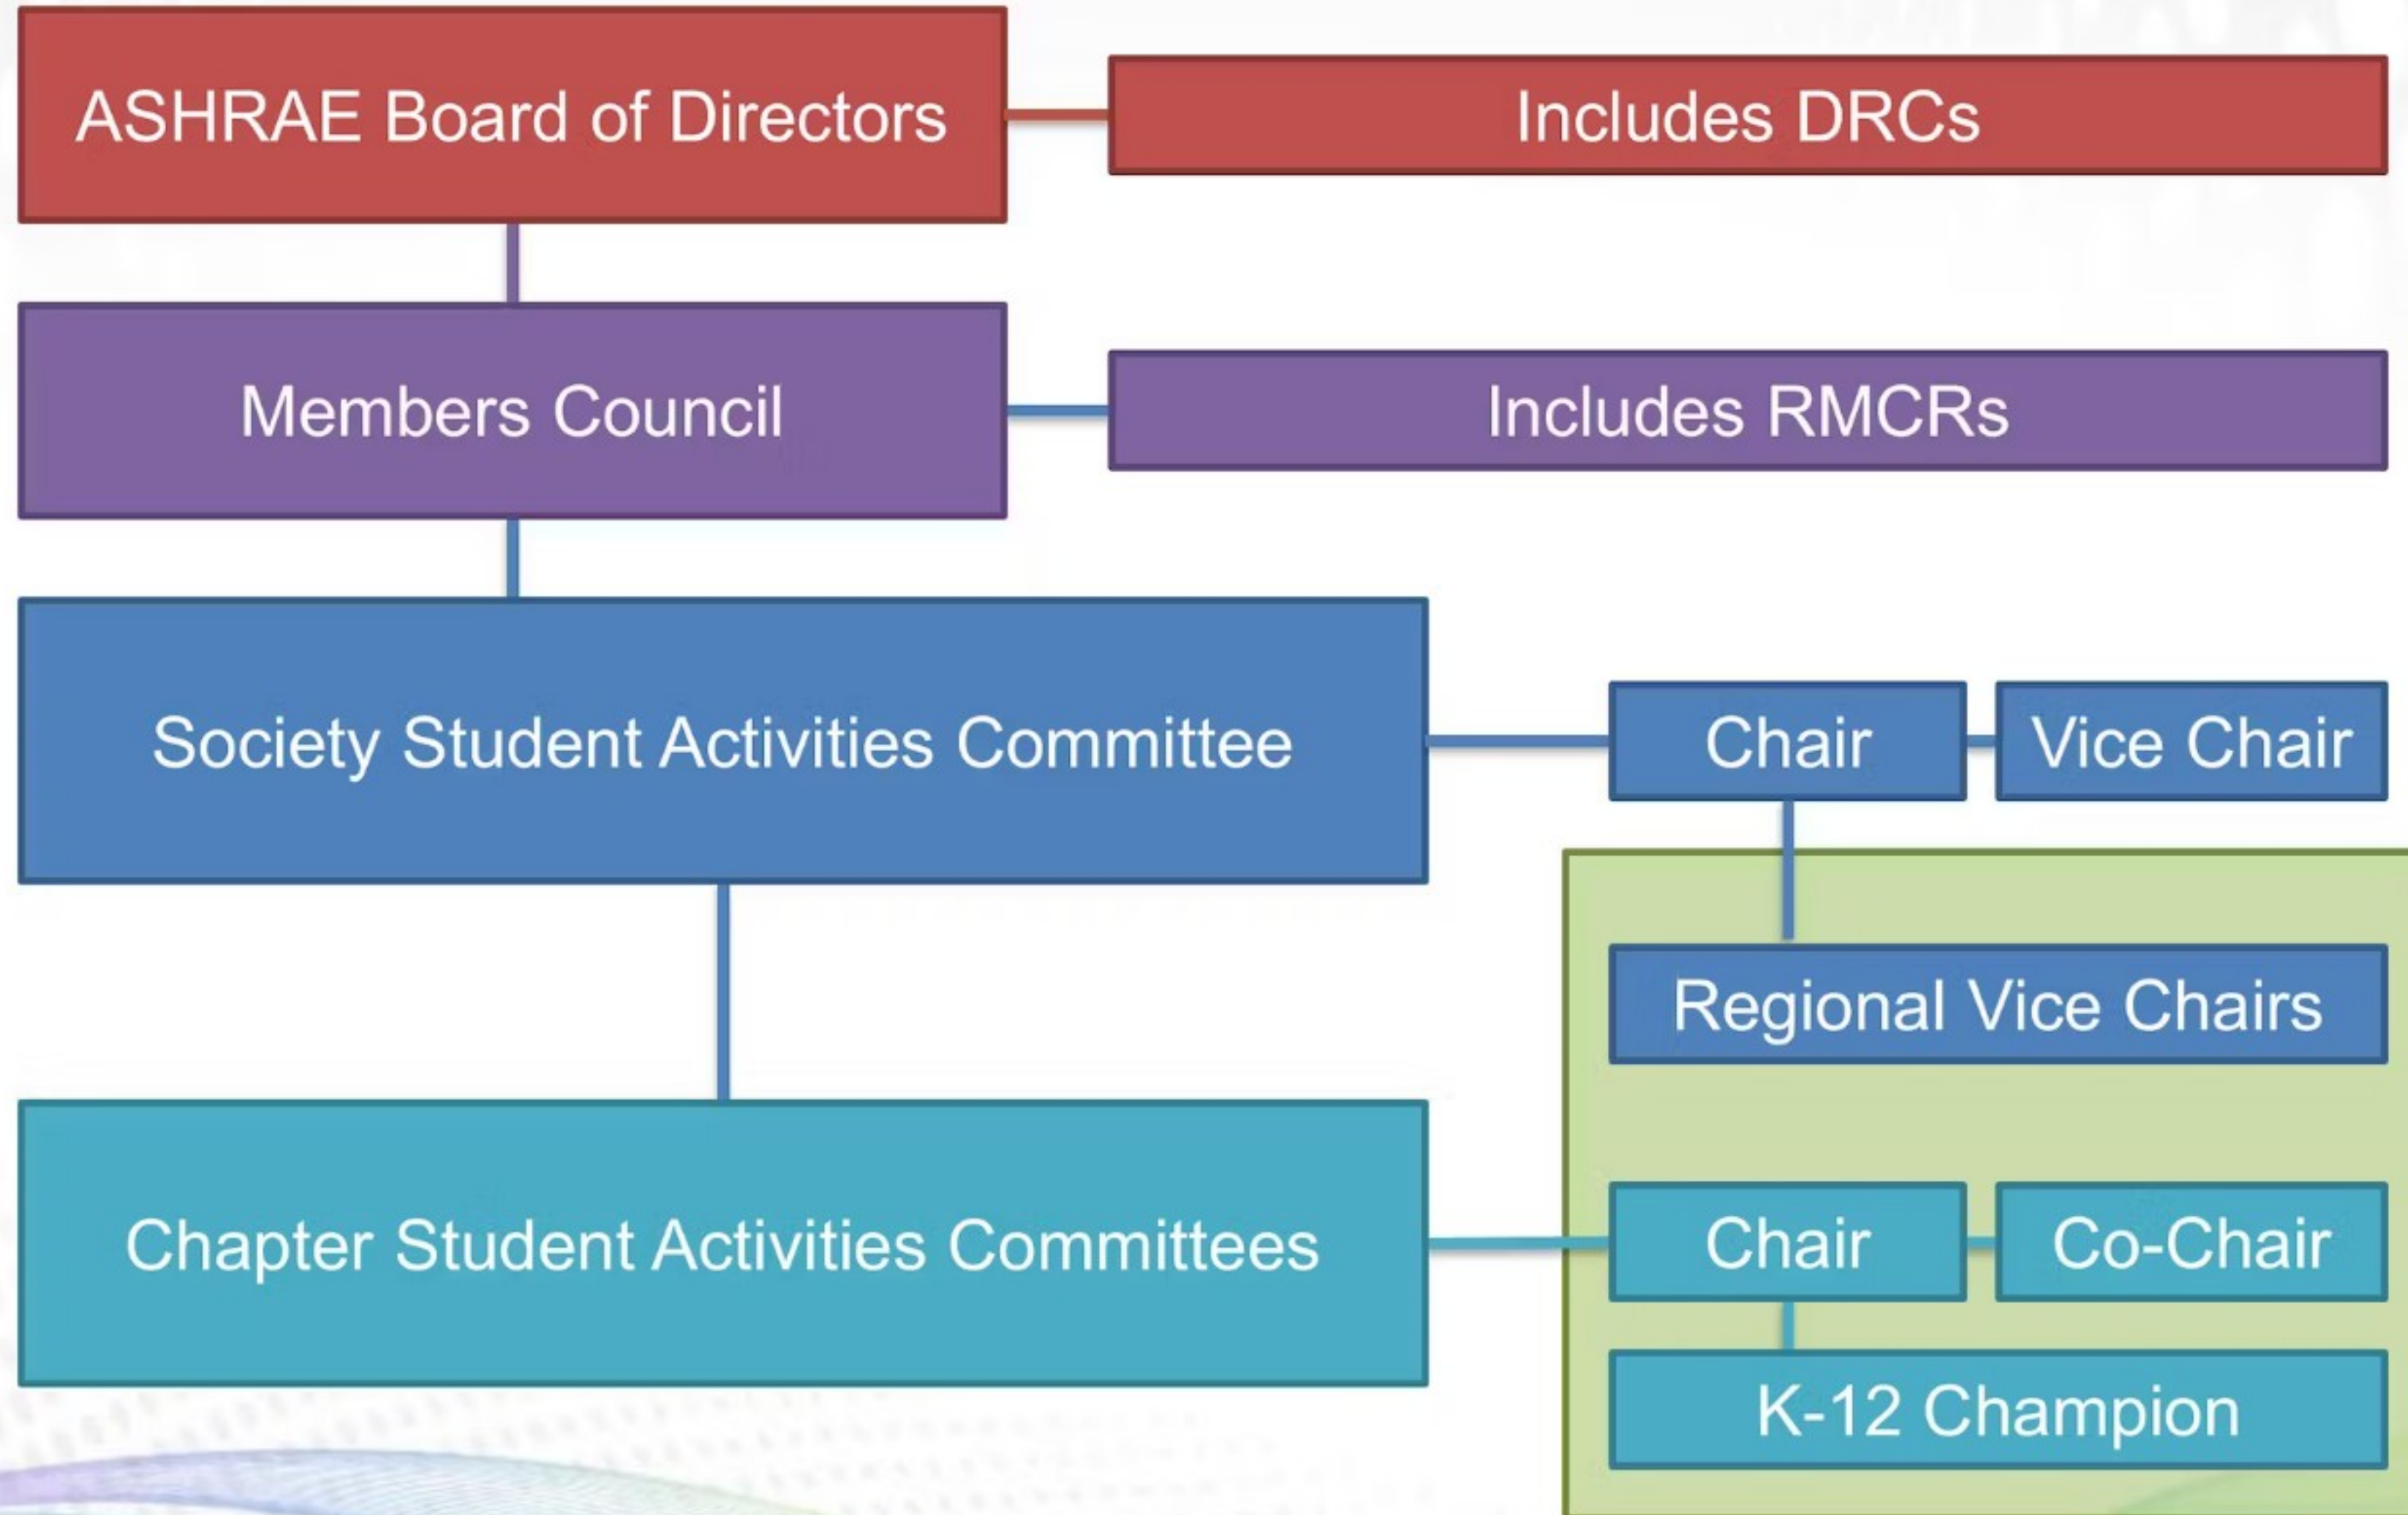 ASHRAE Board of Directors
Includes DRCs
Members Council
Includes RMCRs
Society Student Activities Committee
Chair
Vice Chair
Regional Vice Chairs
Chapter Student Activities Committees
Chair
Co-Chair
K-12 Champion